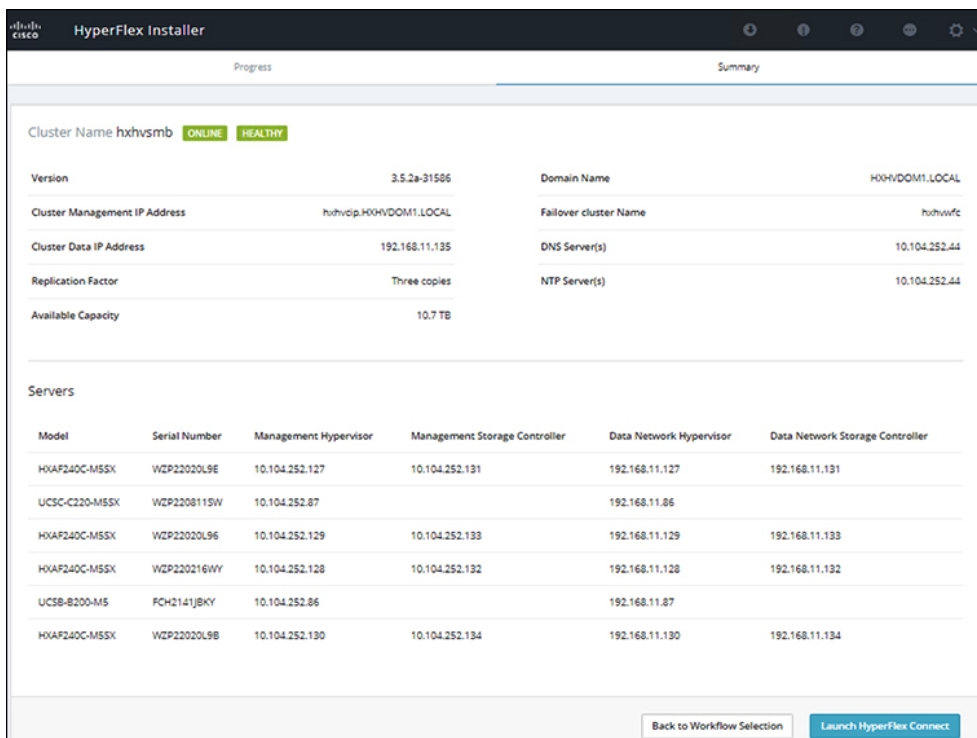 cisco HyperFlex Installer
Progress Summary
Cluster Name hxhvsmb ONLINE HEALTHY
Version 3.5.2a-31586 Domain Name HXHVDOM1.LOCAL
Cluster Management IP Address hxhvcip.HXHVDOM1.LOCAL Failover cluster Name hxhvwfc
Cluster Data IP Address 192.168.11.135 DNS Server(s) 10.104.252.44
Replication Factor Three copies NTP Server(s) 10.104.252.44
Available Capacity 10.7 TB
Servers
Model Serial Number Management Hypervisor Management Storage Controller Data Network Hypervisor Data Network Storage Controller
HXAF240C-M5SX WZP22020L9E 10.104.252.127 10.104.252.131 192.168.11.127 192.168.11.131
UCSC-C220-M5SX WZP220811SW 10.104.252.87 192.168.11.86
HXAF240C-M5SX WZP22020L96 10.104.252.129 10.104.252.133 192.168.11.129 192.168.11.133
HXAF240C-M5SX WZP220216WY 10.104.252.128 10.104.252.132 192.168.11.128 192.168.11.132
UCSB-B200-M5 FCH2141JBKY 10.104.252.86 192.168.11.87
HXAF240C-M5SX WZP22020L9B 10.104.252.130 10.104.252.134 192.168.11.130 192.168.11.134
Back to Workflow Selection Launch HyperFlex Connect